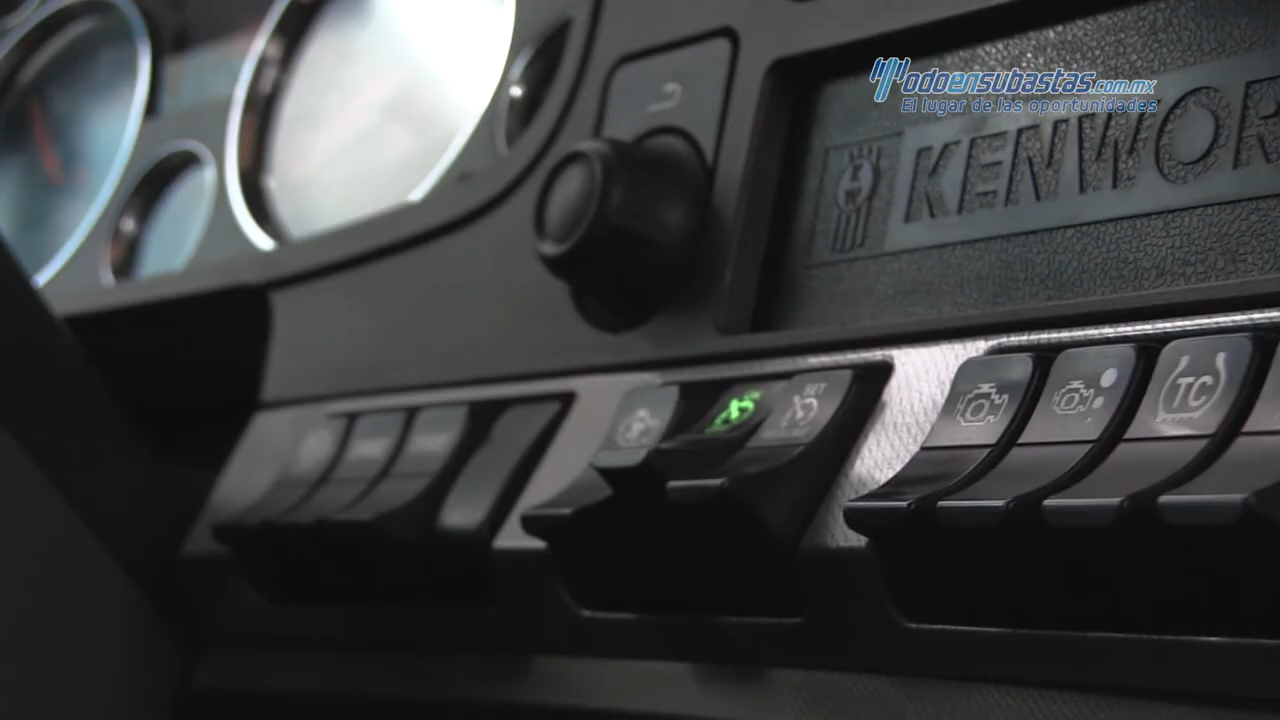 Todoensubastas.com.mx
El lugar de las oportunidades
KENWOR
SET
TC